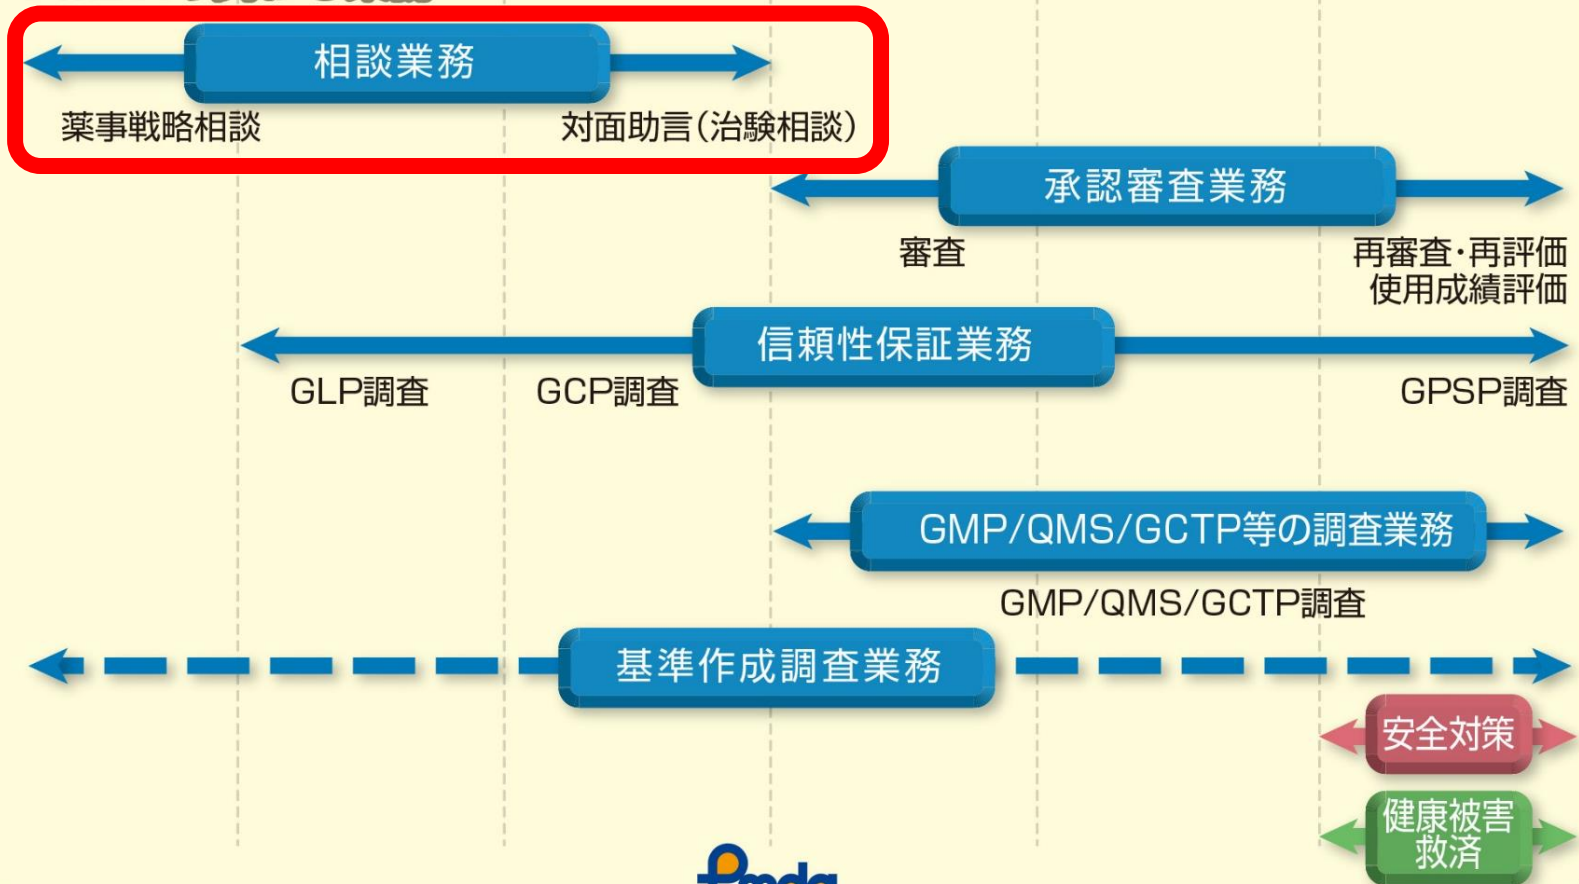 相談業務
薬事戦略相談
対面助言(治験相談)
承認審査業務
審査
再審査・再評価
使用成績評価
信頼性保証業務
GLP調査
GCP調査
GPSP調査
GMP/QMS/GCTP等の調査業務
GMP/QMS/GCTP調査
基準作成調査業務
安全対策
健康被害
救済
pmda